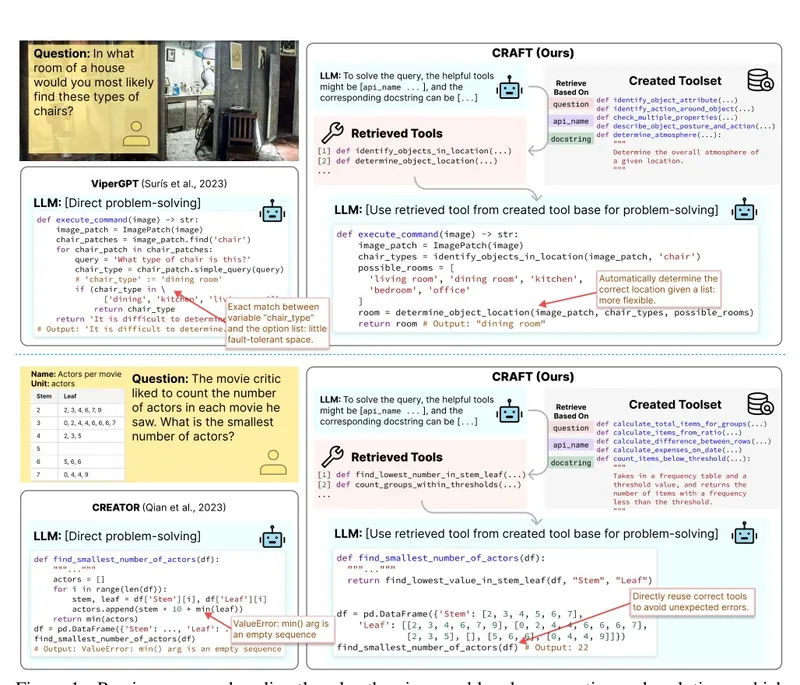 Question: In what
room of a house
would you most likely
find these types of
chairs?
ViperGPT (Surís et al., 2023)
LLM: [Direct problem-solving]
def execute_command(image) -> str:
image_patch = ImagePatch(image)
chair_patches = image_patch.find('chair')
for chair_patch in chair_patches:
query = 'What type of chair is this?'
chair_type = chair_patch.simple_query(query)
# 'chair_type' := 'dining room'
if (chair_type in \
['dining', 'kitchen',
return chair_type
return 'It is difficult to
# Output: 'It is difficult to
Exact match between
variable "chair_type"
and the option list: little
fault-tolerant space.
CRAFT (Ours)
LLM: To solve the query, the helpful tools
might be [api_name ... ], and the
corresponding docstring can be [...]
Retrieve
Based On
question
api_name
docstring
Created Toolset
def identify_object_attribute(...)
def identify_action_around_object(...)
def check_multiple_properties(...)
def describe_object_posture_and_action(...)
def determine_atmosphere(...):
"""
Determine the overall atmosphere of
a given location.
"""
Retrieved Tools
[1] def identify_objects_in_location(...)
[2] def determine_object_location(...)
...
LLM: [Use retrieved tool from created tool base for problem-solving]
def execute_command(image) -> str:
image_patch = ImagePatch(image)
chair_types = identify_objects_in_location(image_patch, 'chair')
possible_rooms = [
'living room', 'dining room', 'kitchen',
'bedroom', 'office'
]
room = determine_object_location(image_patch, chair_types, possible_rooms)
return room # Output: "dining room"
Automatically determine the
correct location given a list:
more flexible.
Name: Actors per movie
Unit: actors
Stem Leaf
2 2, 3, 4, 6, 7, 9
3 0, 2, 4, 4, 6, 6, 6, 7
4 2, 3, 5
5
6 5, 6, 6
7 0, 4, 4, 9
Question: The movie critic
liked to count the number
of actors in each movie he
saw. What is the smallest
number of actors?
CREATOR (Qian et al., 2023)
LLM: [Direct problem-solving]
def find_smallest_number_of_actors(df):
"""..."""
actors = []
for i in range(len(df)):
stem, leaf = df['Stem'][i], df['Leaf'][i]
actors.append(stem * 10 + min(leaf))
return min(actors)
df = pd.DataFrame({'Stem': ..., 'Leaf':
find_smallest_number_of_actors(df)
# Output: ValueError: min() arg is an empty sequence
ValueError: min() arg is
an empty sequence
CRAFT (Ours)
LLM: To solve the query, the helpful tools
might be [api_name ... ], and the
corresponding docstring can be [...]
Retrieve
Based On
question
api_name
docstring
Created Toolset
def calculate_total_items_for_groups(...)
def calculate_items_from_ratio(...)
def calculate_difference_between_rows(...)
def calculate_expenses_on_date(...)
def count_items_below_threshold(...):
"""
Takes in a frequency table and a
threshold value, and returns the
number of items with a frequency
less than the threshold.
"""
Retrieved Tools
[1] def find_lowest_number_in_stem_leaf(...)
[2] def count_groups_within_thresholds(...)
...
LLM: [Use retrieved tool from created tool base for problem-solving]
def find_smallest_number_of_actors(df):
"""..."""
return find_lowest_value_in_stem_leaf(df, "Stem", "Leaf")
df = pd.DataFrame({'Stem': [2, 3, 4, 5, 6, 7],
'Leaf': [[2, 3, 4, 6, 7, 9], [0, 2, 4, 4, 6, 6, 6, 7],
[2, 3, 5], [], [5, 6, 6], [0, 4, 4, 9]]})
find_smallest_number_of_actors(df) # Output: 22
Directly reuse correct tools
to avoid unexpected errors.